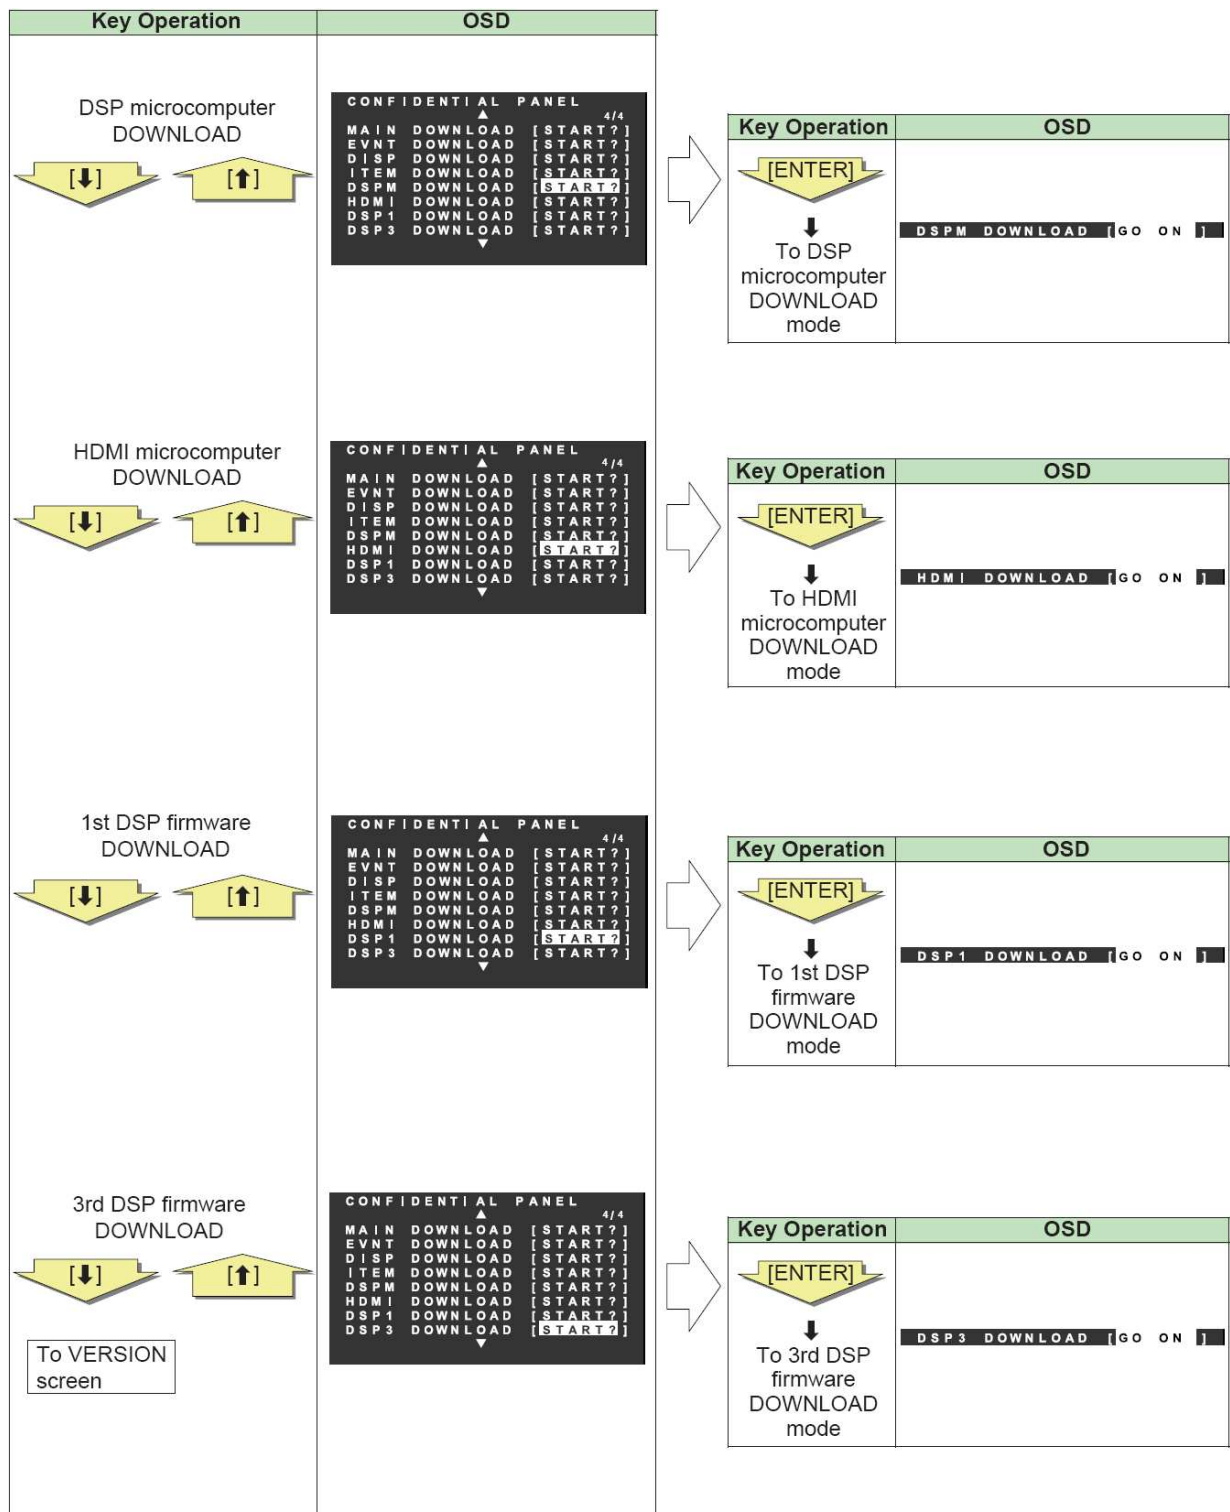 Key Operation OSD
DSP microcomputer
DOWNLOAD
[⬇] [⬆]
CONFIDENTIAL PANEL
▲ 4/4
MAIN DOWNLOAD [START?]
EVNT DOWNLOAD [START?]
DISP DOWNLOAD [START?]
ITEM DOWNLOAD [START?]
DSPM DOWNLOAD [START?]
HDMI DOWNLOAD [START?]
DSP1 DOWNLOAD [START?]
DSP3 DOWNLOAD [START?]
▼
Key Operation OSD
[ENTER]
⬇
To DSP
microcomputer
DOWNLOAD
mode
DSPM DOWNLOAD [GO ON ]
HDMI microcomputer
DOWNLOAD
[⬇] [⬆]
CONFIDENTIAL PANEL
▲ 4/4
MAIN DOWNLOAD [START?]
EVNT DOWNLOAD [START?]
DISP DOWNLOAD [START?]
ITEM DOWNLOAD [START?]
DSPM DOWNLOAD [START?]
HDMI DOWNLOAD [START?]
DSP1 DOWNLOAD [START?]
DSP3 DOWNLOAD [START?]
▼
Key Operation OSD
[ENTER]
⬇
To HDMI
microcomputer
DOWNLOAD
mode
HDMI DOWNLOAD [GO ON ]
1st DSP firmware
DOWNLOAD
[⬇] [⬆]
CONFIDENTIAL PANEL
▲ 4/4
MAIN DOWNLOAD [START?]
EVNT DOWNLOAD [START?]
DISP DOWNLOAD [START?]
ITEM DOWNLOAD [START?]
DSPM DOWNLOAD [START?]
HDMI DOWNLOAD [START?]
DSP1 DOWNLOAD [START?]
DSP3 DOWNLOAD [START?]
▼
Key Operation OSD
[ENTER]
⬇
To 1st DSP
firmware
DOWNLOAD
mode
DSP1 DOWNLOAD [GO ON ]
3rd DSP firmware
DOWNLOAD
[⬇] [⬆]
CONFIDENTIAL PANEL
▲ 4/4
MAIN DOWNLOAD [START?]
EVNT DOWNLOAD [START?]
DISP DOWNLOAD [START?]
ITEM DOWNLOAD [START?]
DSPM DOWNLOAD [START?]
HDMI DOWNLOAD [START?]
DSP1 DOWNLOAD [START?]
DSP3 DOWNLOAD [START?]
▼
To VERSION
screen
Key Operation OSD
[ENTER]
⬇
To 3rd DSP
firmware
DOWNLOAD
mode
DSP3 DOWNLOAD [GO ON ]